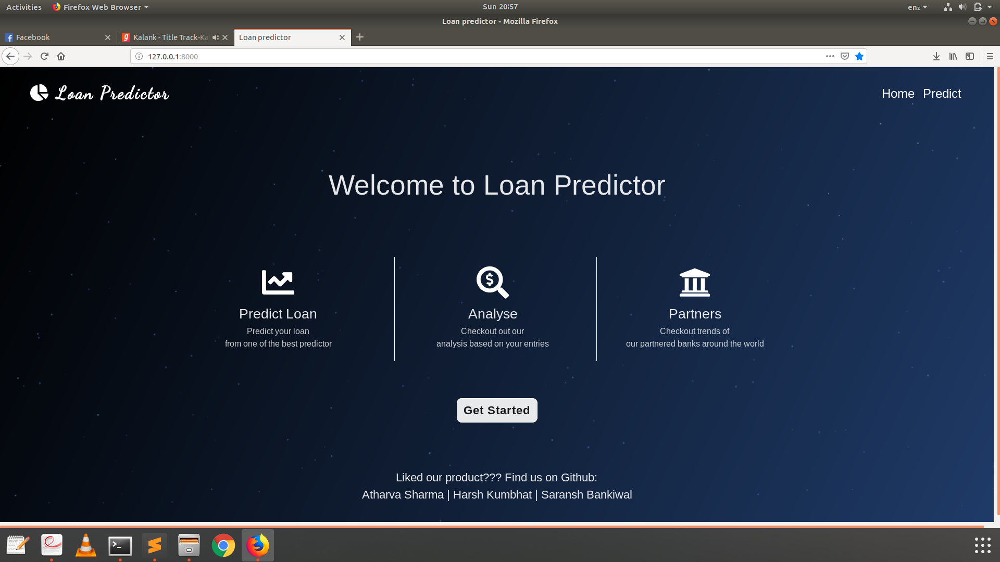 Activities Firefox Web Browser Sun 20:57 en₂
Loan predictor - Mozilla Firefox
Facebook Kalank - Title Track-Ka Loan predictor
127.0.0.1:8000
Loan Predictor Home Predict
Welcome to Loan Predictor
Predict Loan
Predict your loan
from one of the best predictor
Analyse
Checkout out our
analysis based on your entries
Partners
Checkout trends of
our partnered banks around the world
Get Started
Liked our product??? Find us on Github:
Atharva Sharma | Harsh Kumbhat | Saransh Bankiwal